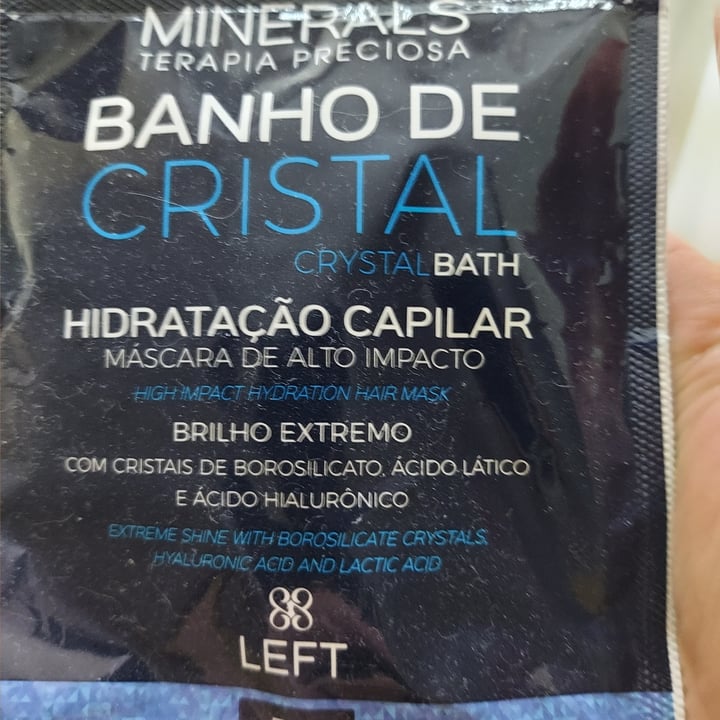 MINERALS
TERAPIA PRECIOSA
BANHO DE
CRISTAL
CRYSTALBATH
HIDRATAÇÃO CAPILAR
MÁSCARA DE ALTO IMPACTO
HIGH IMPACT HYDRATION HAIR MASK
BRILHO EXTREMO
COM CRISTAIS DE BOROSILICATO, ÁCIDO LÁTICO
E ÁCIDO HIALURÔNICO
EXTREME SHINE WITH BOROSILICATE CRYSTALS,
HYALURONIC ACID AND LACTIC ACID
LEFT